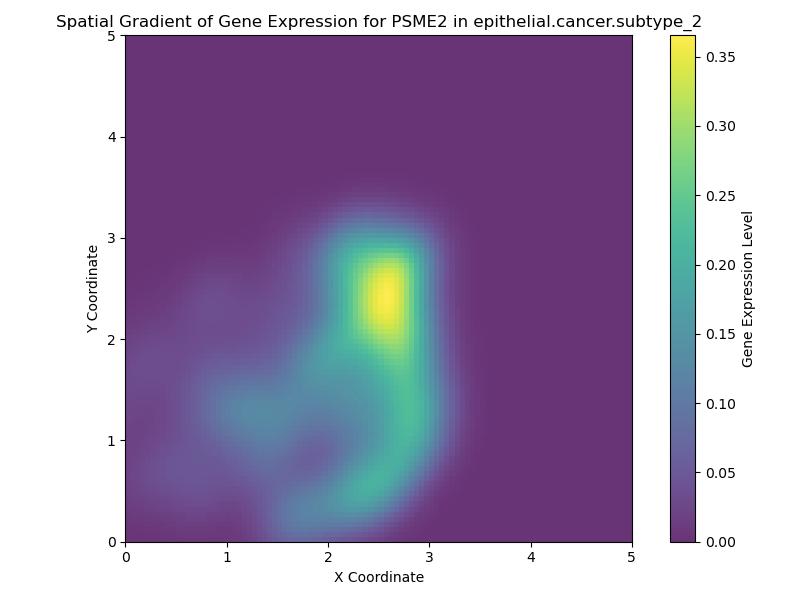 Spatial Gradient of Gene Expression for PSME2 in epithelial.cancer.subtype_2
5
4
3
2
1
0
Y Coordinate
0 1 2 3 4 5
X Coordinate
0.35
0.30
0.25
0.20
0.15
0.10
0.05
0.00
Gene Expression Level